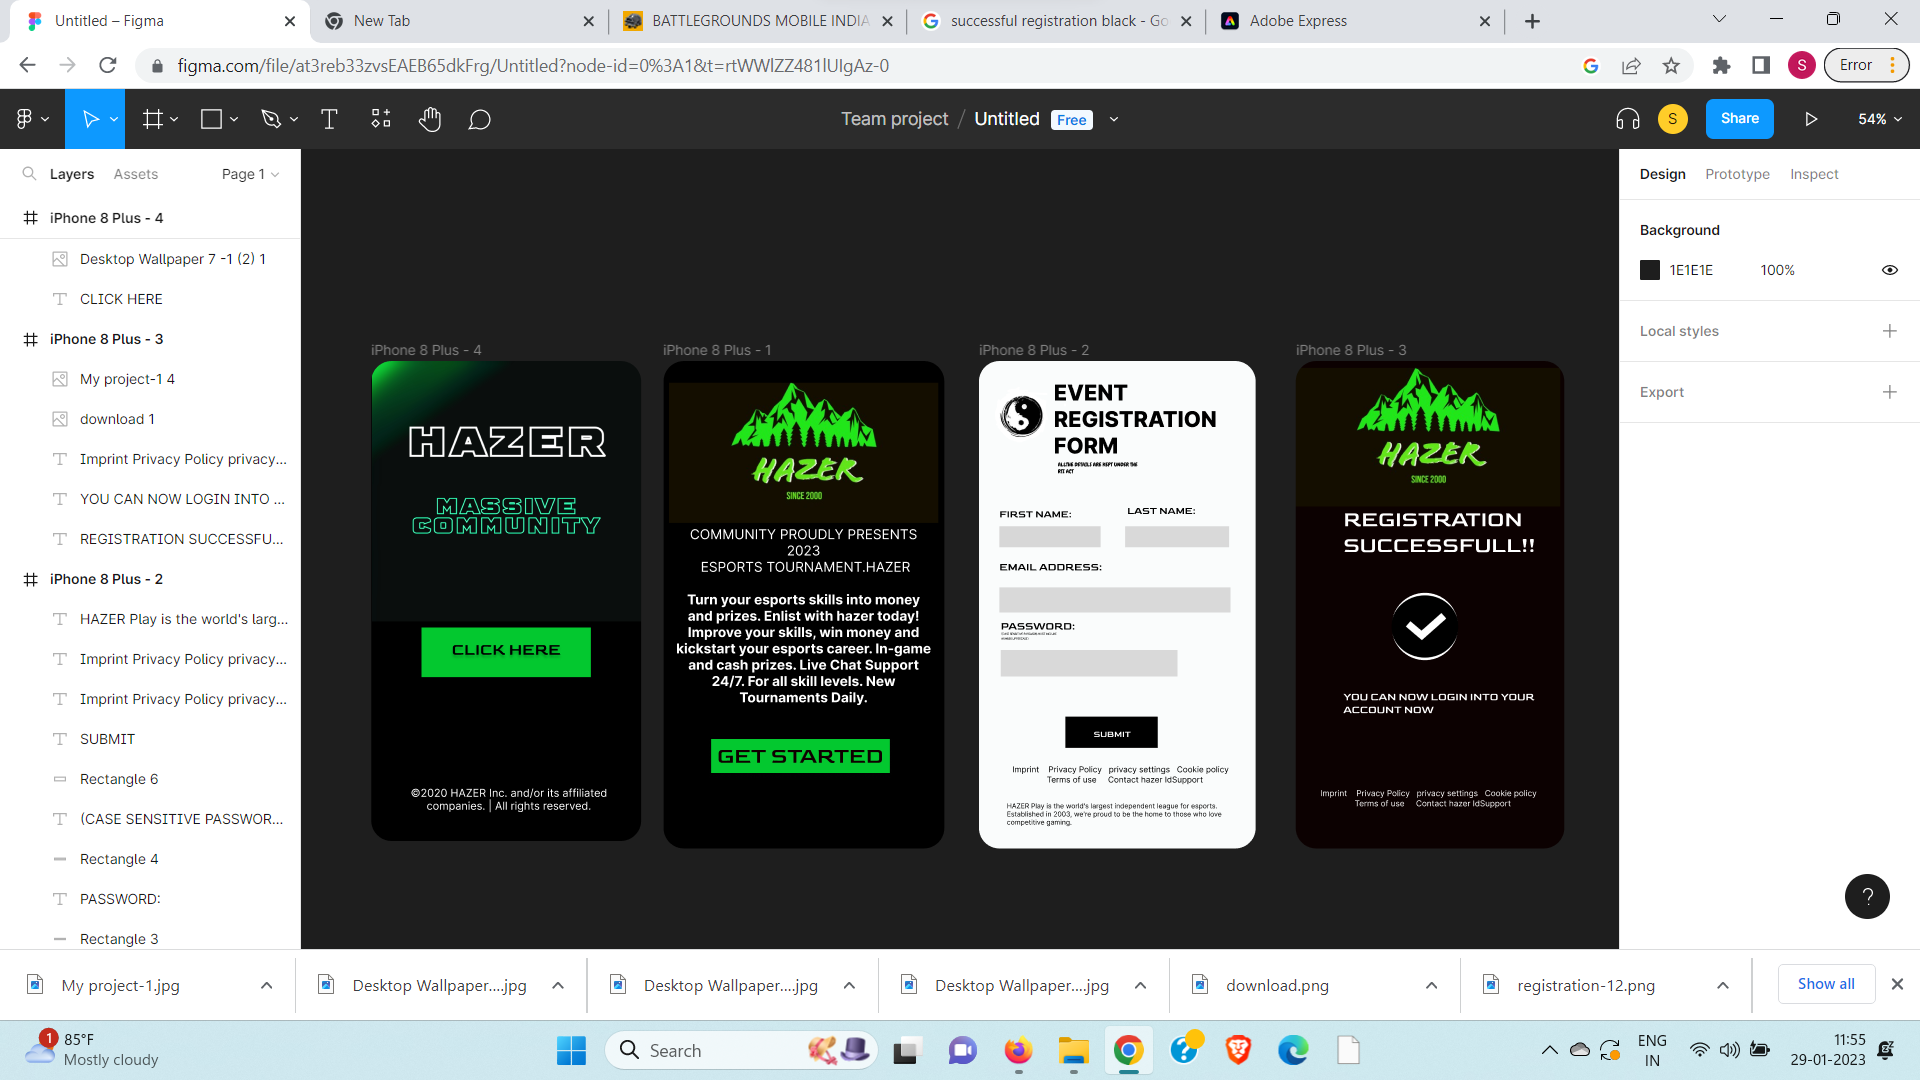 Untitled – Figma
New Tab
BATTLEGROUNDS MOBILE INDIA
successful registration black - Go
Adobe Express
figma.com/file/at3reb33zvsEAEB65dkFrg/Untitled?node-id=0%3A1&t=rtWWlZZ481lUIgAz-0
S
Error
Team project / Untitled Free
S
Share
54%
Layers
Assets
Page 1
iPhone 8 Plus - 4
Desktop Wallpaper 7 -1 (2) 1
CLICK HERE
iPhone 8 Plus - 3
My project-1 4
download 1
Imprint Privacy Policy privacy...
YOU CAN NOW LOGIN INTO ...
REGISTRATION SUCCESSFU...
iPhone 8 Plus - 2
HAZER Play is the world's larg...
Imprint Privacy Policy privacy...
Imprint Privacy Policy privacy...
SUBMIT
Rectangle 6
(CASE SENSITIVE PASSWOR...
Rectangle 4
PASSWORD:
Rectangle 3
iPhone 8 Plus - 4
HAZER
MASSIVE
COMMUNITY
CLICK HERE
©2020 HAZER Inc. and/or its affiliated
companies. | All rights reserved.
iPhone 8 Plus - 1
HAZER
SINCE 2000
COMMUNITY PROUDLY PRESENTS
2023
ESPORTS TOURNAMENT.HAZER
Turn your esports skills into money
and prizes. Enlist with hazer today!
Improve your skills, win money and
kickstart your esports career. In-game
and cash prizes. Live Chat Support
24/7. For all skill levels. New
Tournaments Daily.
GET STARTED
iPhone 8 Plus - 2
EVENT
REGISTRATION
FORM
ALLTHE DETAILS ARE KEPT UNDER THE
RTI ACT
FIRST NAME:
LAST NAME:
EMAIL ADDRESS:
PASSWORD:
SUBMIT
Imprint Privacy Policy privacy settings Cookie policy
Terms of use Contact hazer IdSupport
HAZER Play is the world's largest independent league for esports.
Established in 2003, we're proud to be the home to those who love
competitive gaming.
iPhone 8 Plus - 3
HAZER
SINCE 2000
REGISTRATION
SUCCESSFULL!!
YOU CAN NOW LOGIN INTO YOUR
ACCOUNT NOW
Imprint Privacy Policy privacy settings Cookie policy
Terms of use Contact hazer IdSupport
Design
Prototype
Inspect
Background
1E1E1E
100%
Local styles
Export
?
My project-1.jpg
Desktop Wallpaper....jpg
Desktop Wallpaper....jpg
Desktop Wallpaper....jpg
download.png
registration-12.png
Show all
1
85°F
Mostly cloudy
Search
ENG
IN
11:55
29-01-2023